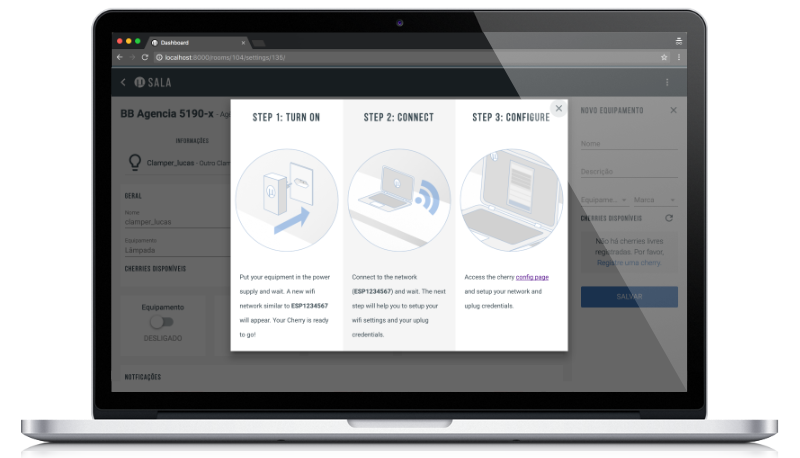 Dashboard
localhost:8000/rooms/104/settings/135/
SALA
BB Agencia 5190-x
INFORMAÇÕES
Clamper_lucas - Outro Clam
GERAL
Nome
clamper_lucas
Equipamento
Lâmpada
CHERRIES DISPONÍVEIS
Equipamento
DESLIGADO
NOTFICAÇÕES
STEP 1: TURN ON
Put your equipment in the power
supply and wait. A new wifi
network similar to ESP1234567
will appear. Your Cherry is ready
to go!
STEP 2: CONNECT
Connect to the network
(ESP1234567) and wait. The next
step will help you to setup your
wifi settings and your uplug
credentials.
STEP 3: CONFIGURE
Access the cherry config page
and setup your network and
uplug credentials.
NOVO EQUIPAMENTO
Nome
Descrição
Equipame... Marca
CHERRIES DISPONÍVEIS
Não há cherries livres
registradas. Por favor,
Registre uma cherry.
SALVAR